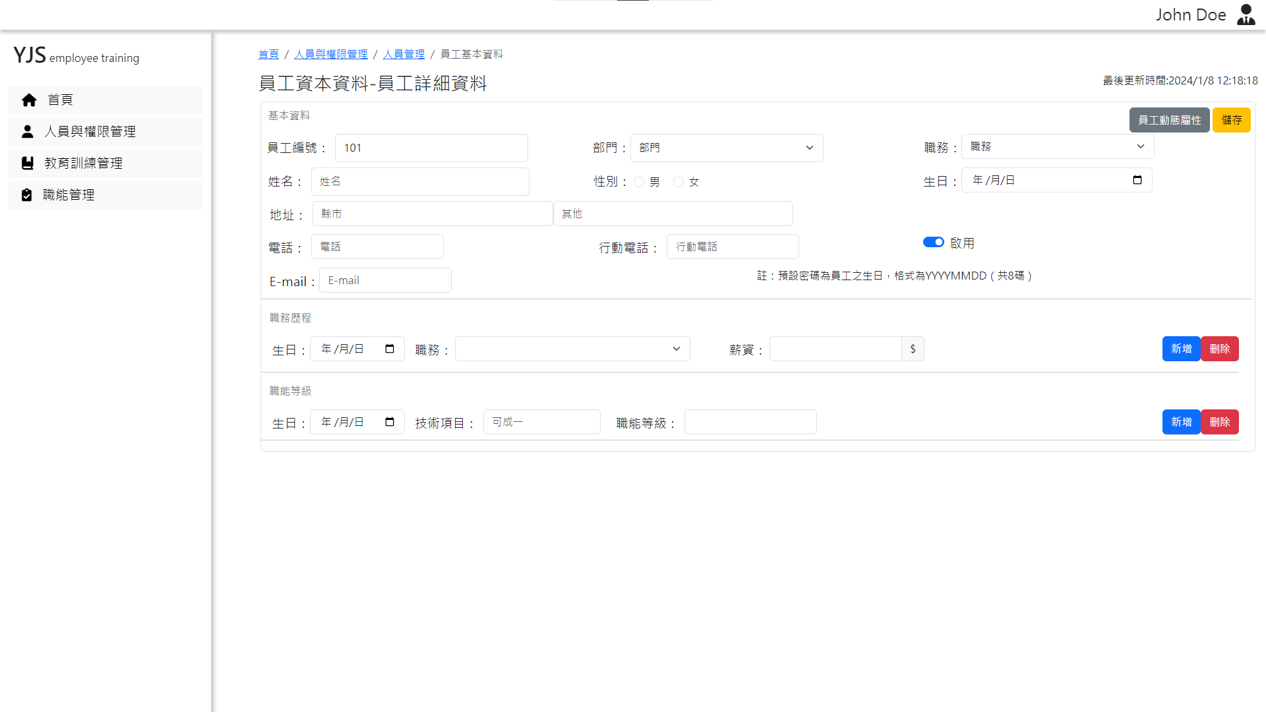 John Doe
YJS employee training
首頁
人員與權限管理
教育訓練管理
職能管理
首頁 / 人員與權限管理 / 人員管理 / 員工基本資料
員工資本資料-員工詳細資料
最後更新時間:2024/1/8 12:18:18
基本資料
員工動態屬性 儲存
員工編號： 101 部門： 部門 職務： 職務
姓名： 姓名 性別： 男 女 生日： 年 /月/日
地址： 縣市 其他
電話： 電話 行動電話： 行動電話 啟用
E-mail： E-mail 註：預設密碼為員工之生日，格式為YYYYMMDD（共8碼）
職務歷程
生日： 年 /月/日 職務： 薪資： $ 新增 刪除
職能等級
生日： 年 /月/日 技術項目： 可成一 職能等級： 新增 刪除